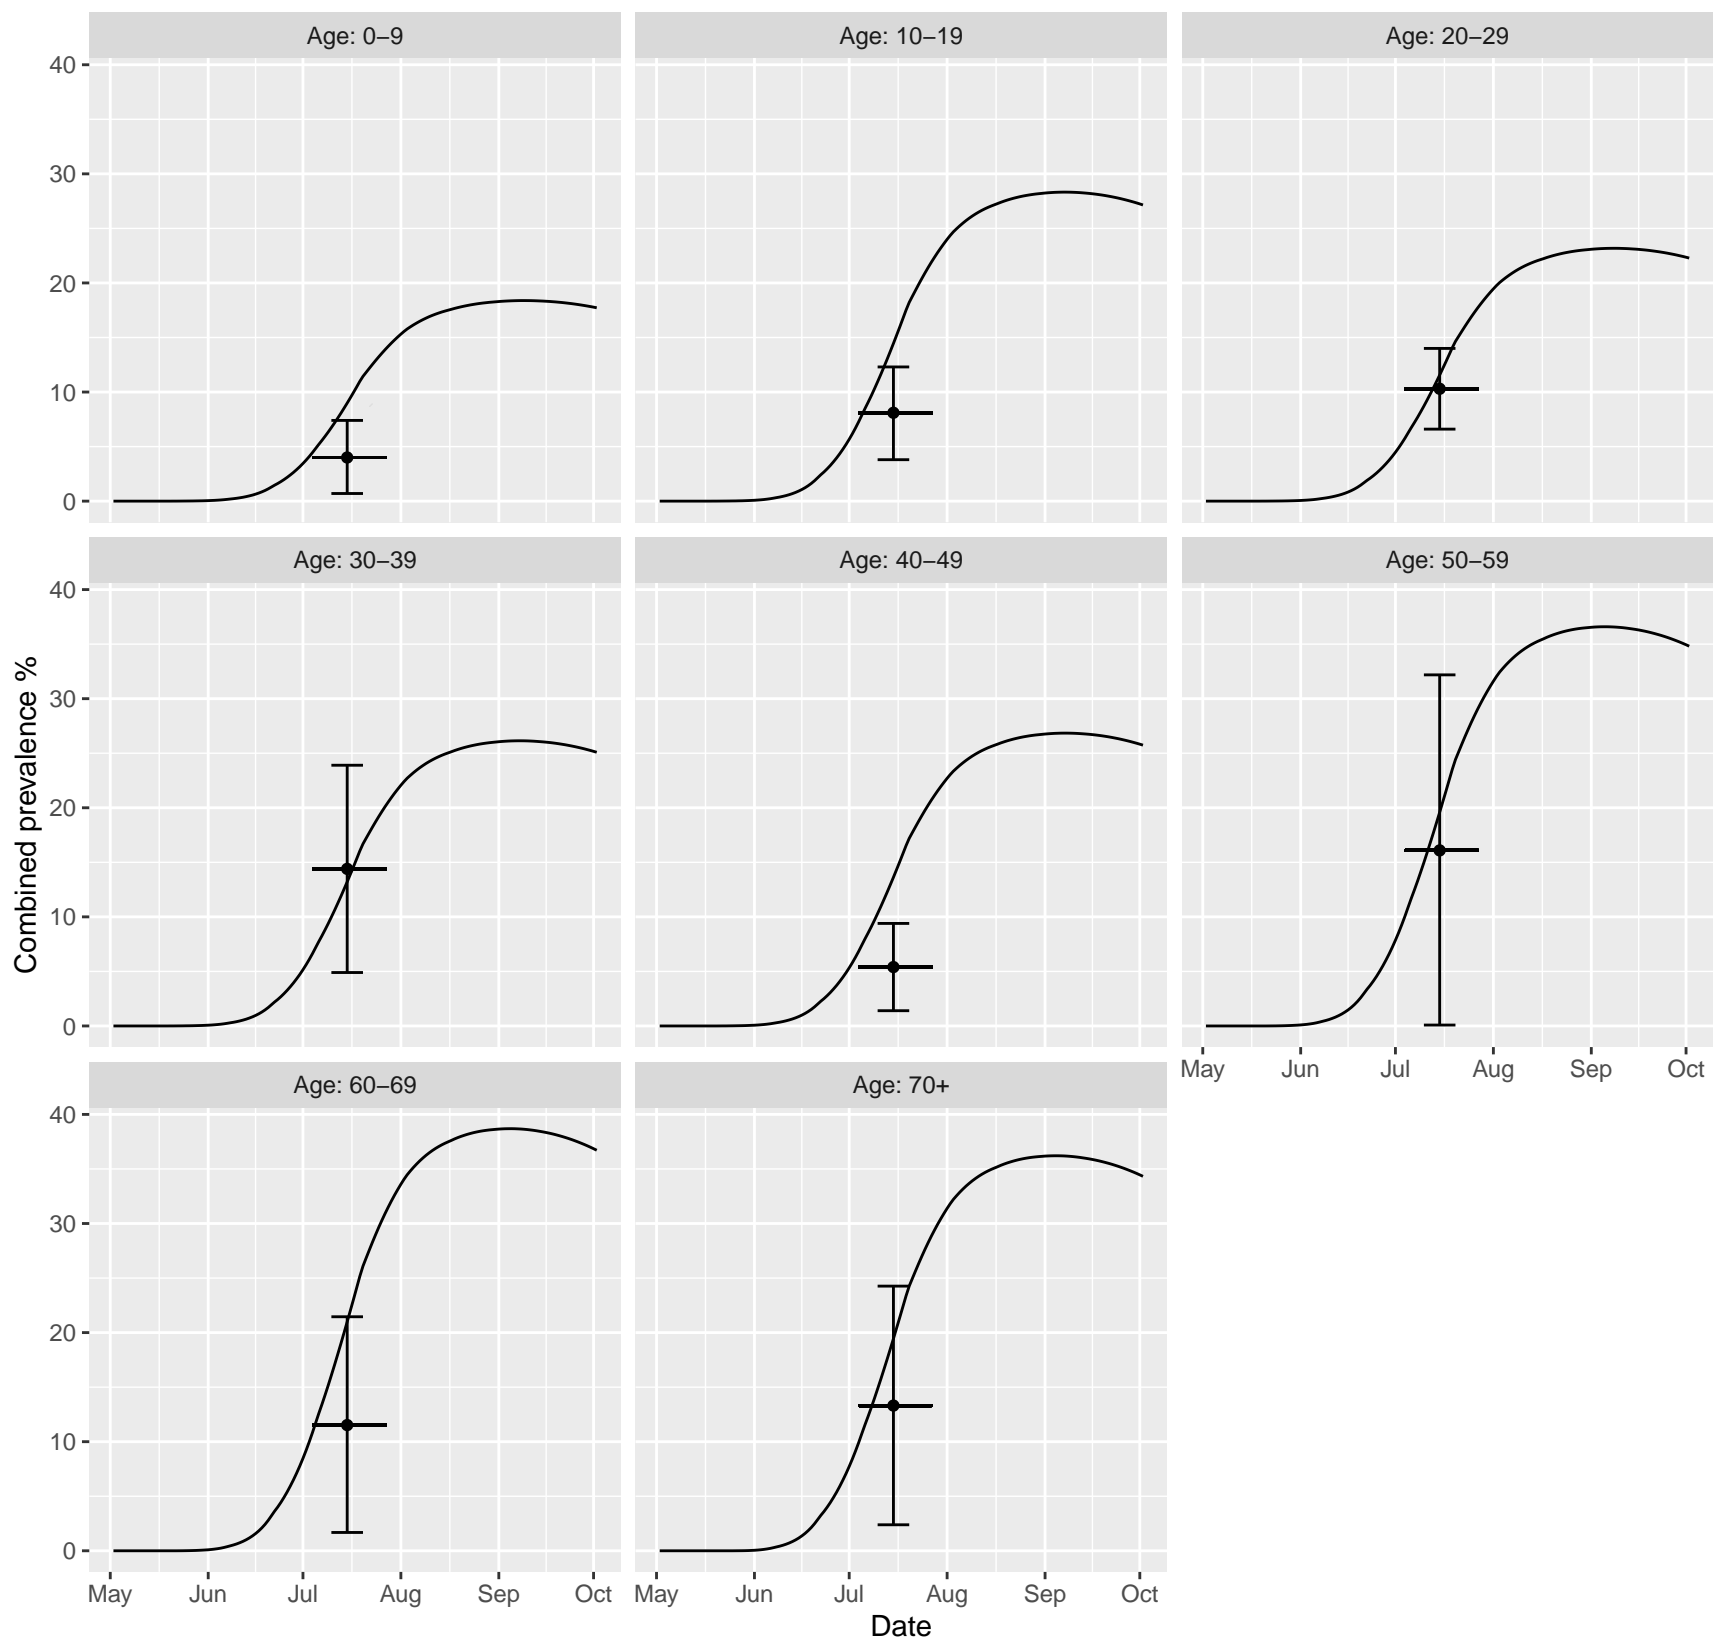 Age: 0–9
Age: 10–19
Age: 20–29
40
30
20
10
0
Age: 30–39
Age: 40–49
Age: 50–59
40
30
20
10
0
May Jun Jul Aug Sep Oct
Age: 60–69
Age: 70+
40
30
20
10
0
May Jun Jul Aug Sep Oct
May Jun Jul Aug Sep Oct
Combined prevalence %
Date